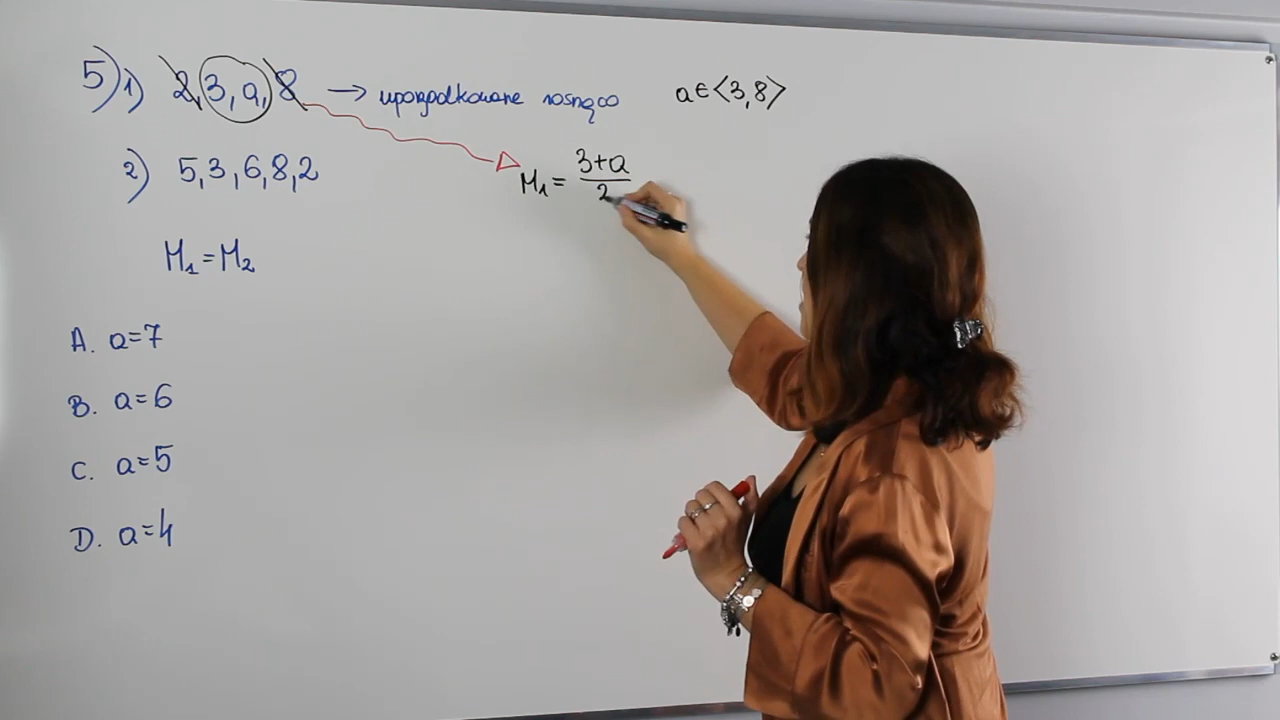 5) 1) 2, 3, a, 8 → uporządkowane rosnąco a∈⟨3,8⟩
2) 5, 3, 6, 8, 2
M₁ = (3+a)/2
M₁ = M₂
A. a=7
B. a=6
C. a=5
D. a=4